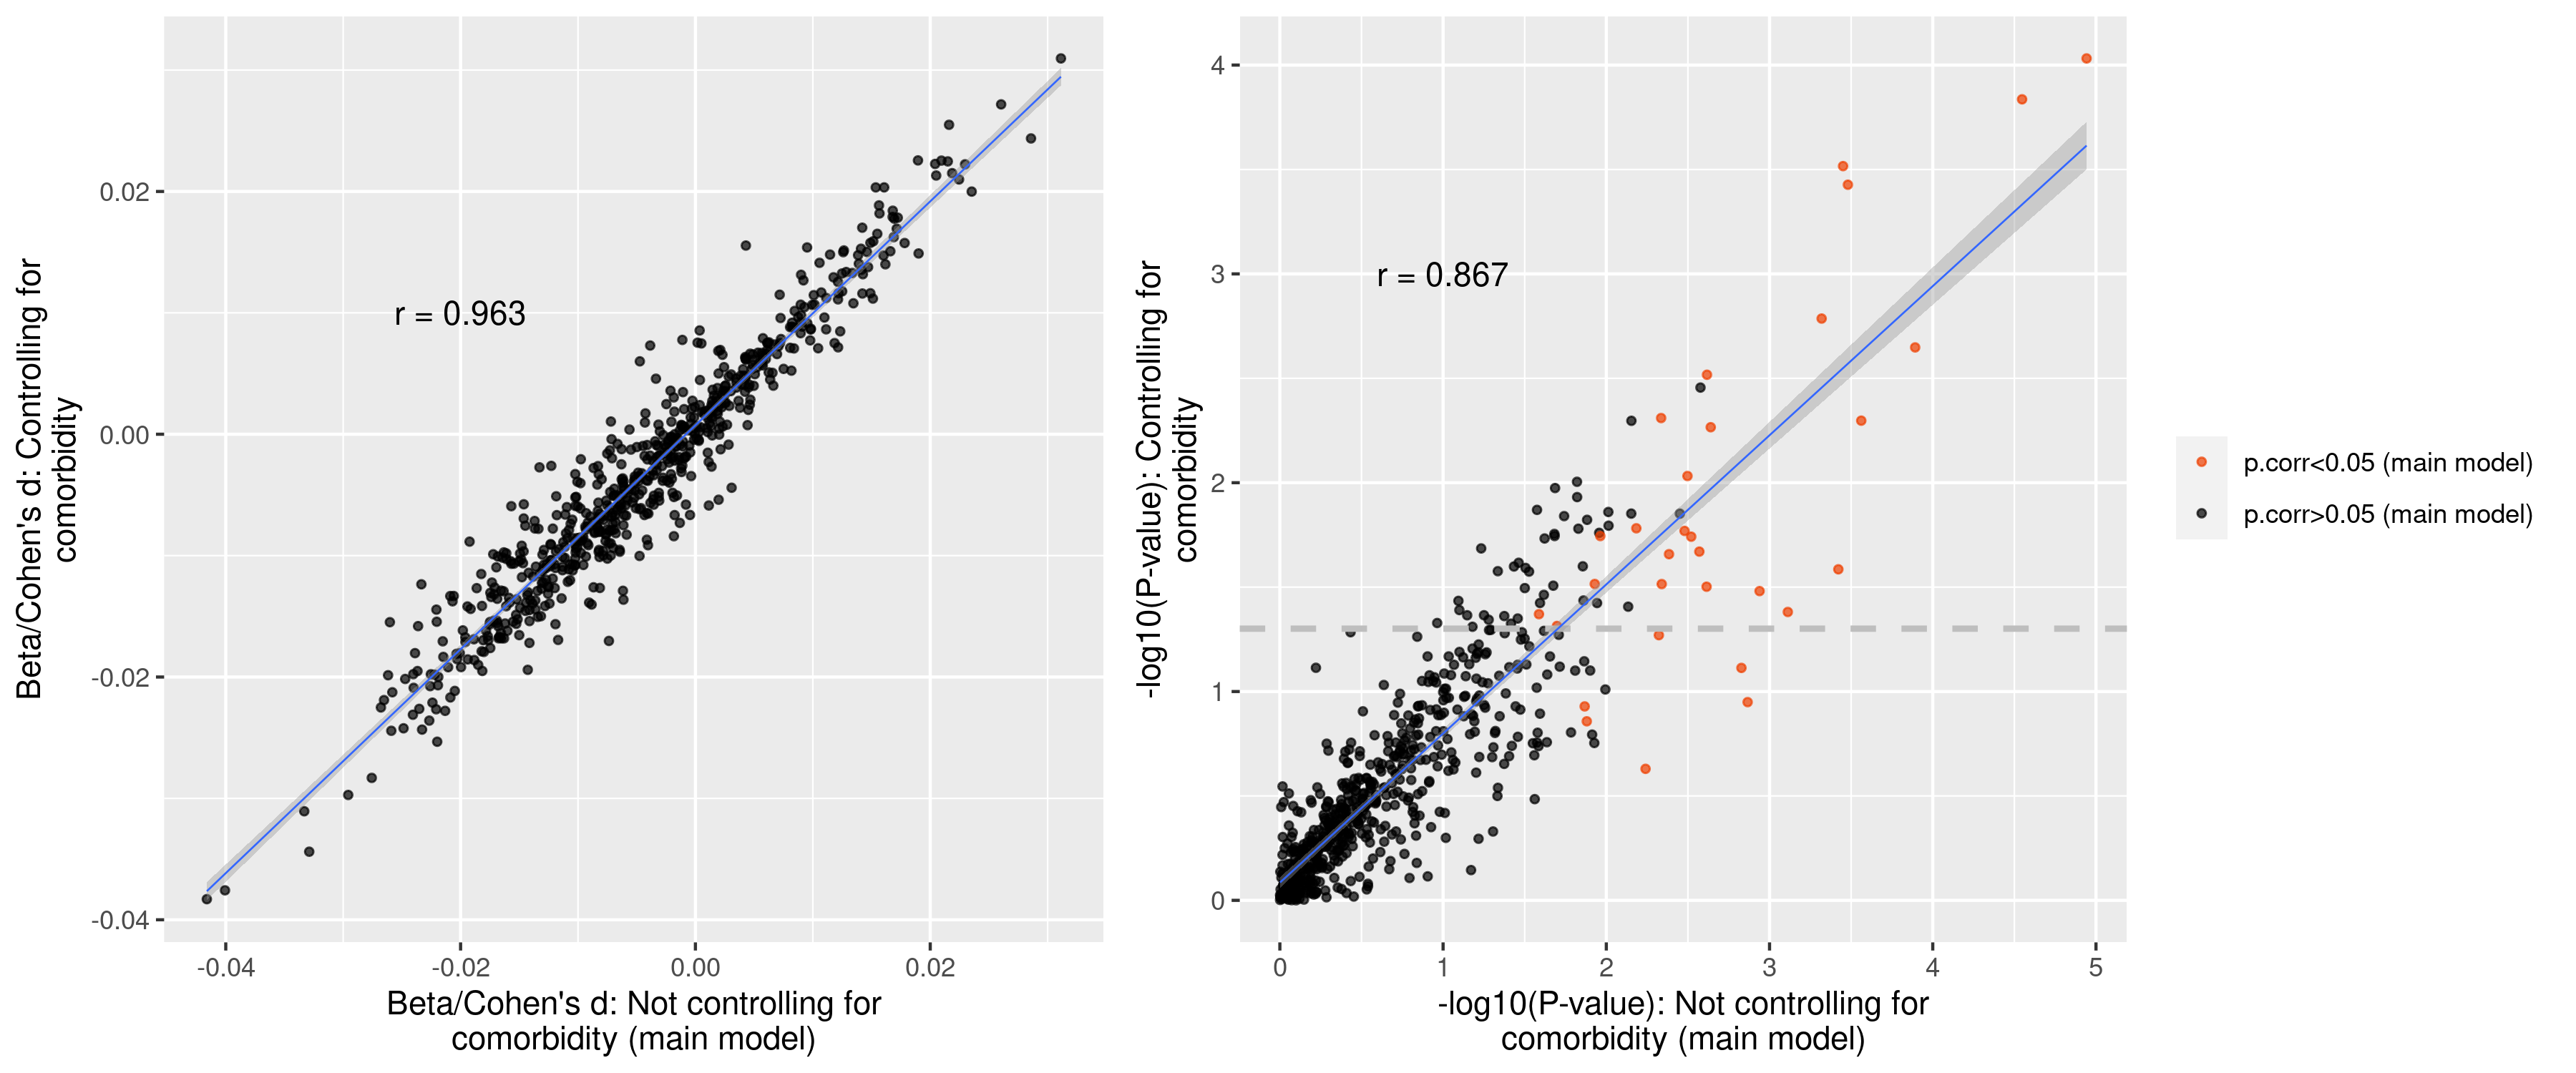 Beta/Cohen's d: Controlling for
comorbidity
0.02
0.00
-0.02
-0.04
r = 0.963
-0.04
-0.02
0.00
0.02
Beta/Cohen's d: Not controlling for
comorbidity (main model)
-log10(P-value): Controlling for
comorbidity
4
3
2
1
0
r = 0.867
0
1
2
3
4
5
-log10(P-value): Not controlling for
comorbidity (main model)
p.corr<0.05 (main model)
p.corr>0.05 (main model)